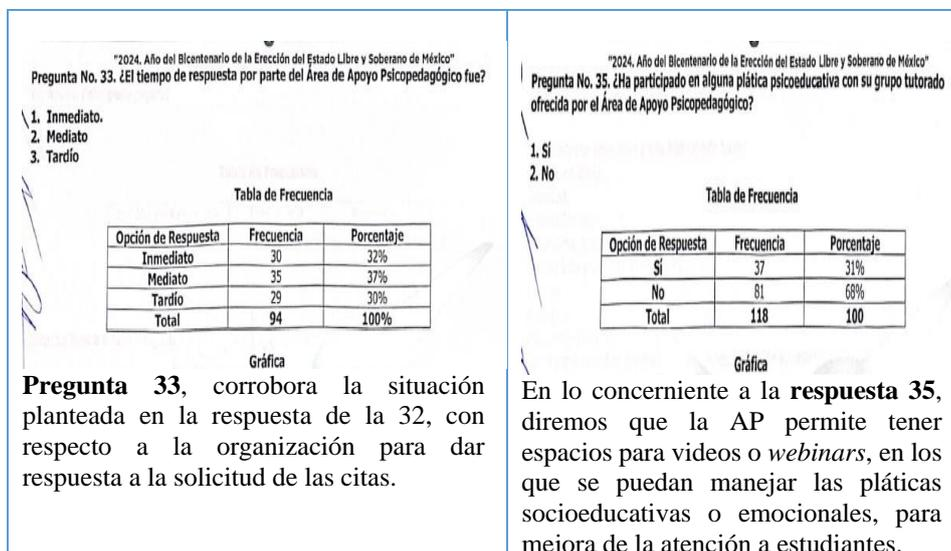 "2024. Año del Bicentenario de la Erección del Estado Libre y Soberano de México"
Pregunta No. 33. ¿El tiempo de respuesta por parte del Área de Apoyo Psicopedagógico fue?
1. Inmediato.
2. Mediato
3. Tardío
Tabla de Frecuencia
Opción de Respuesta Frecuencia Porcentaje
Inmediato 30 32%
Mediato 35 37%
Tardío 29 30%
Total 94 100%
Gráfica
Pregunta 33, corrobora la situación
planteada en la respuesta de la 32, con
respecto a la organización para dar
respuesta a la solicitud de las citas.
"2024. Año del Bicentenario de la Erección del Estado Libre y Soberano de México"
Pregunta No. 35. ¿Ha participado en alguna plática psicoeducativa con su grupo tutorado
ofrecida por el Área de Apoyo Psicopedagógico?
1. Sí
2. No
Tabla de Frecuencia
Opción de Respuesta Frecuencia Porcentaje
Sí 37 31%
No 81 68%
Total 118 100
Gráfica
En lo concerniente a la respuesta 35,
diremos que la AP permite tener
espacios para videos o webinars, en los
que se puedan manejar las pláticas
socioeducativas o emocionales, para
mejora de la atención a estudiantes.